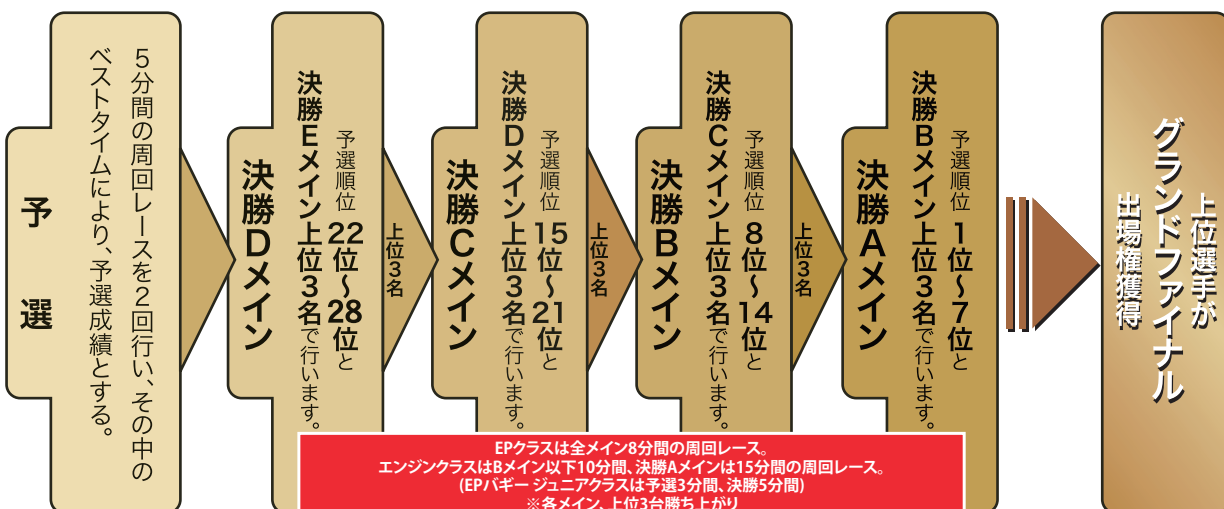 予選
5分間の周回レースを2回行い、その中の
ベストタイムにより、予選成績とする。
決勝Dメイン
予選順位 22位〜28位と
決勝Eメイン上位3名で行います。
上位3名
決勝Cメイン
予選順位 15位〜21位と
決勝Dメイン上位3名で行います。
上位3名
決勝Bメイン
予選順位 8位〜14位と
決勝Cメイン上位3名で行います。
上位3名
決勝Aメイン
予選順位 1位〜7位と
決勝Bメイン上位3名で行います。
上位選手が
グランドファイナル
出場権獲得
EPクラスは全メイン8分間の周回レース。
エンジンクラスはBメイン以下10分間、決勝Aメインは15分間の周回レース。
(EPバギー ジュニアクラスは予選3分間、決勝5分間)
※各メイン、上位3台勝ち上がり